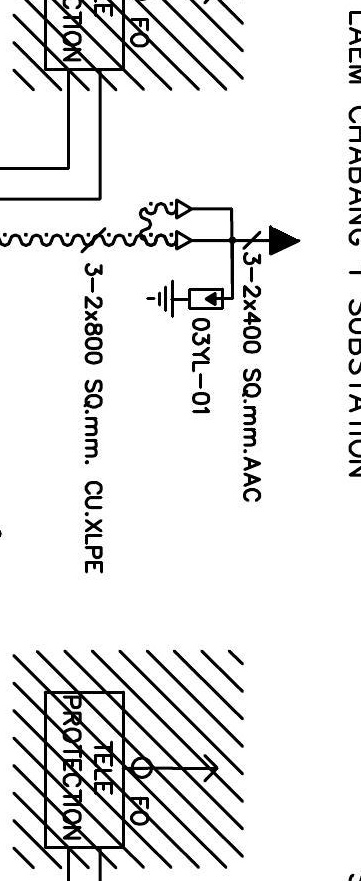 LAEM CHABANG 1 SUBSTATION
FO
CTION
3-2x400 SQ.mm.AAC
03YL-01
3-2x800 SQ.mm. CU.XLPE
FO
TELE
PROTECTION